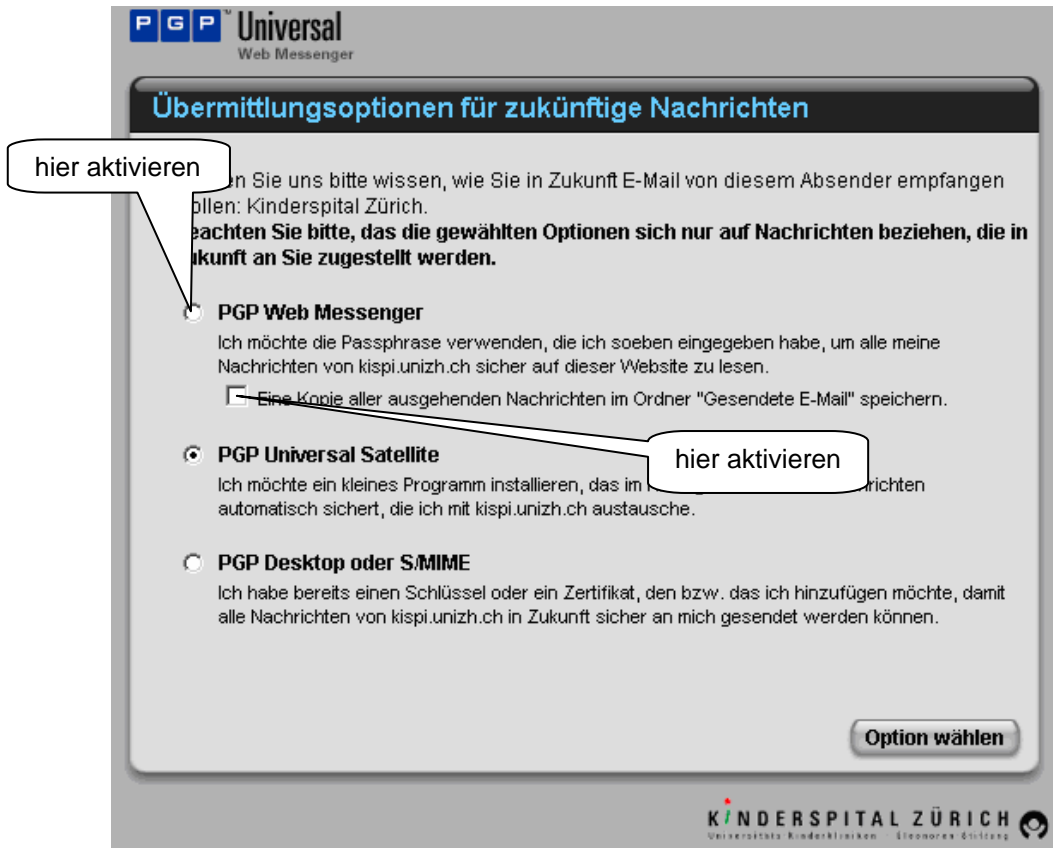 PGP™ Universal
Web Messenger
Übermittlungsoptionen für zukünftige Nachrichten
hier aktivieren
en Sie uns bitte wissen, wie Sie in Zukunft E-Mail von diesem Absender empfangen
ollen: Kinderspital Zürich.
eachten Sie bitte, das die gewählten Optionen sich nur auf Nachrichten beziehen, die in
kunft an Sie zugestellt werden.
PGP Web Messenger
Ich möchte die Passphrase verwenden, die ich soeben eingegeben habe, um alle meine
Nachrichten von kispi.unizh.ch sicher auf dieser Website zu lesen.
Eine Kopie aller ausgehenden Nachrichten im Ordner "Gesendete E-Mail" speichern.
PGP Universal Satellite
hier aktivieren
Ich möchte ein kleines Programm installieren, das im richten
automatisch sichert, die ich mit kispi.unizh.ch austausche.
PGP Desktop oder S/MIME
Ich habe bereits einen Schlüssel oder ein Zertifikat, den bzw. das ich hinzufügen möchte, damit
alle Nachrichten von kispi.unizh.ch in Zukunft sicher an mich gesendet werden können.
Option wählen
KINDERSPITAL ZÜRICH
Universitäts-Kinderkliniken · Eleonoren-Stiftung